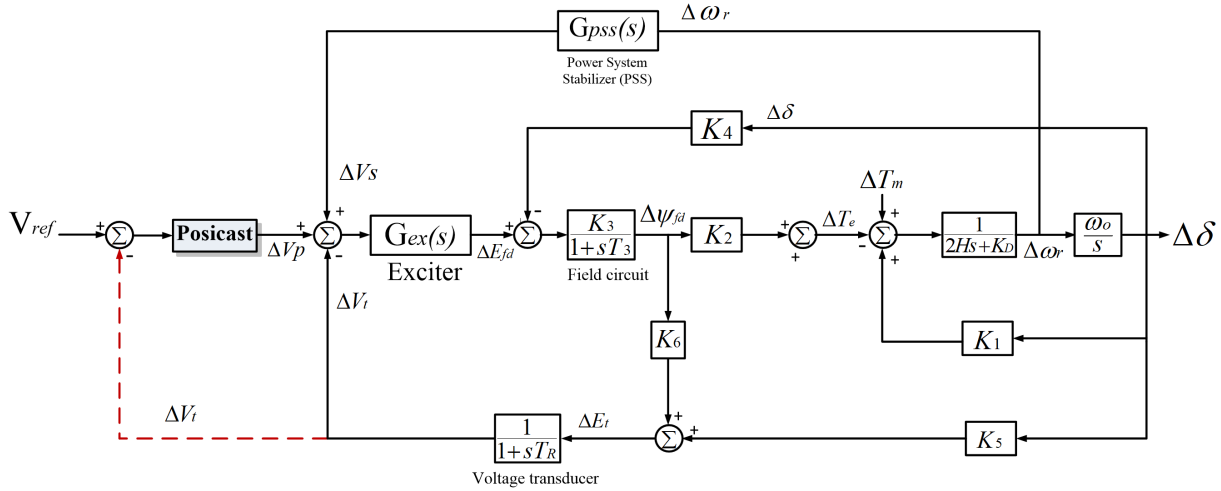 Gpss(s)
Δωr
Power System
Stabilizer (PSS)
K4
Δδ
ΔVs
ΔTm
Vref
+
Σ
-
Posicast
+
ΔVp
+
Σ
-
Gex(s)
Exciter
ΔEfd
+
-
Σ
K3
1+sT3
Field circuit
Δψfd
K2
+
Σ
+
ΔTe
-
+
Σ
+
1
2Hs+KD
Δωr
ωo
s
Δδ
ΔVt
K6
K1
ΔVt
1
1+sTR
Voltage transducer
ΔEt
+
Σ
+
K5